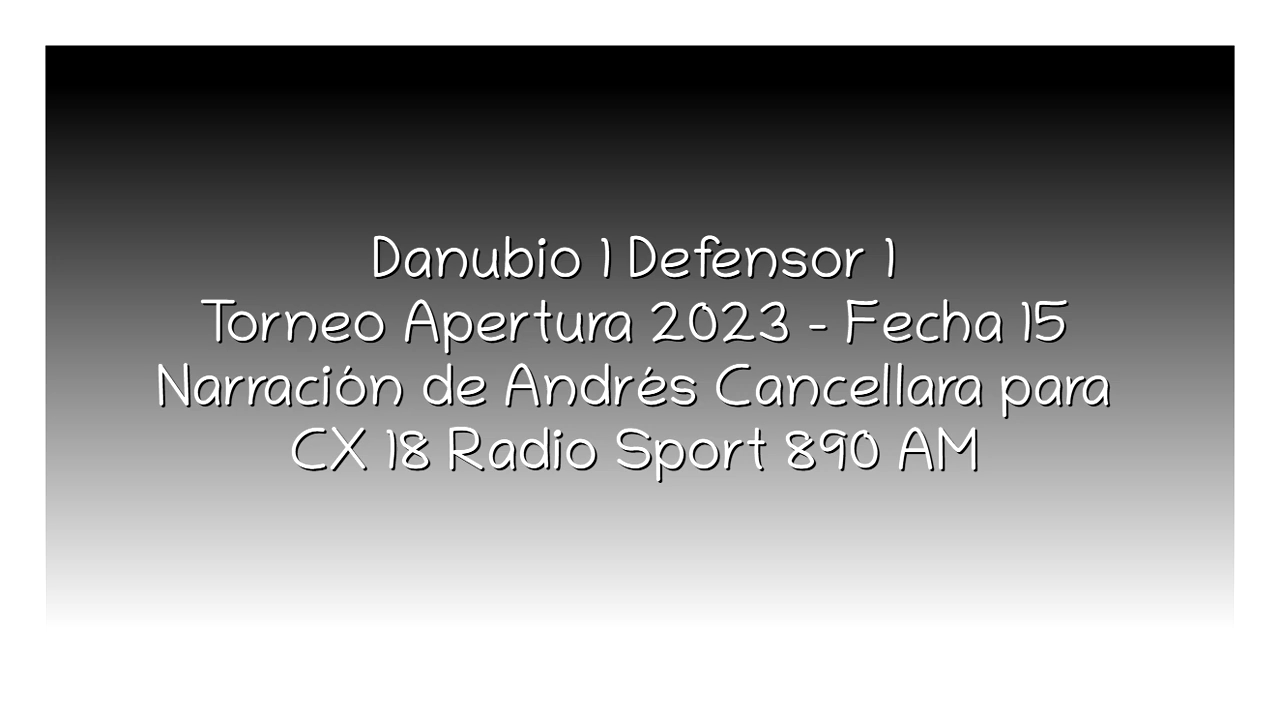 Danubio 1 Defensor 1
Torneo Apertura 2023 - Fecha 15
Narración de Andrés Cancellara para
CX 18 Radio Sport 890 AM